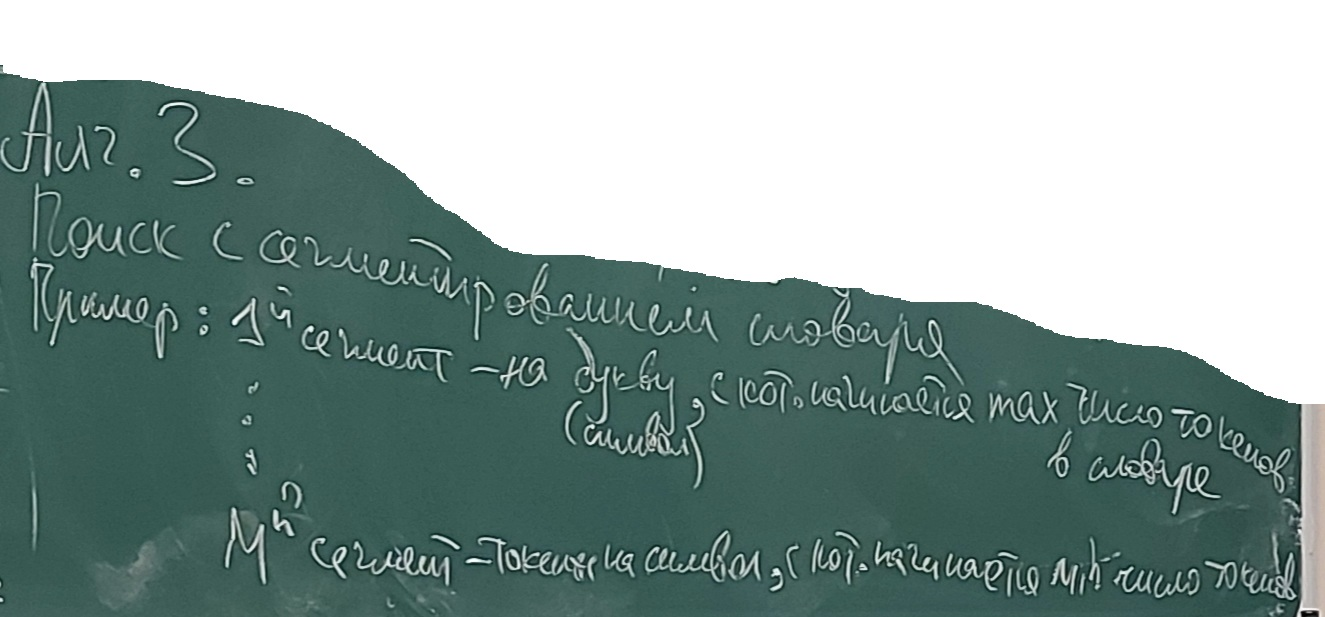 Алг. 3.
Поиск с сегментированием словаря
Пример: 1й сегмент – на букву, с кот. начинается max число токенов
(символ)
в словаре
Мй сегмент – токены на символ, с кот. начинается min число токенов